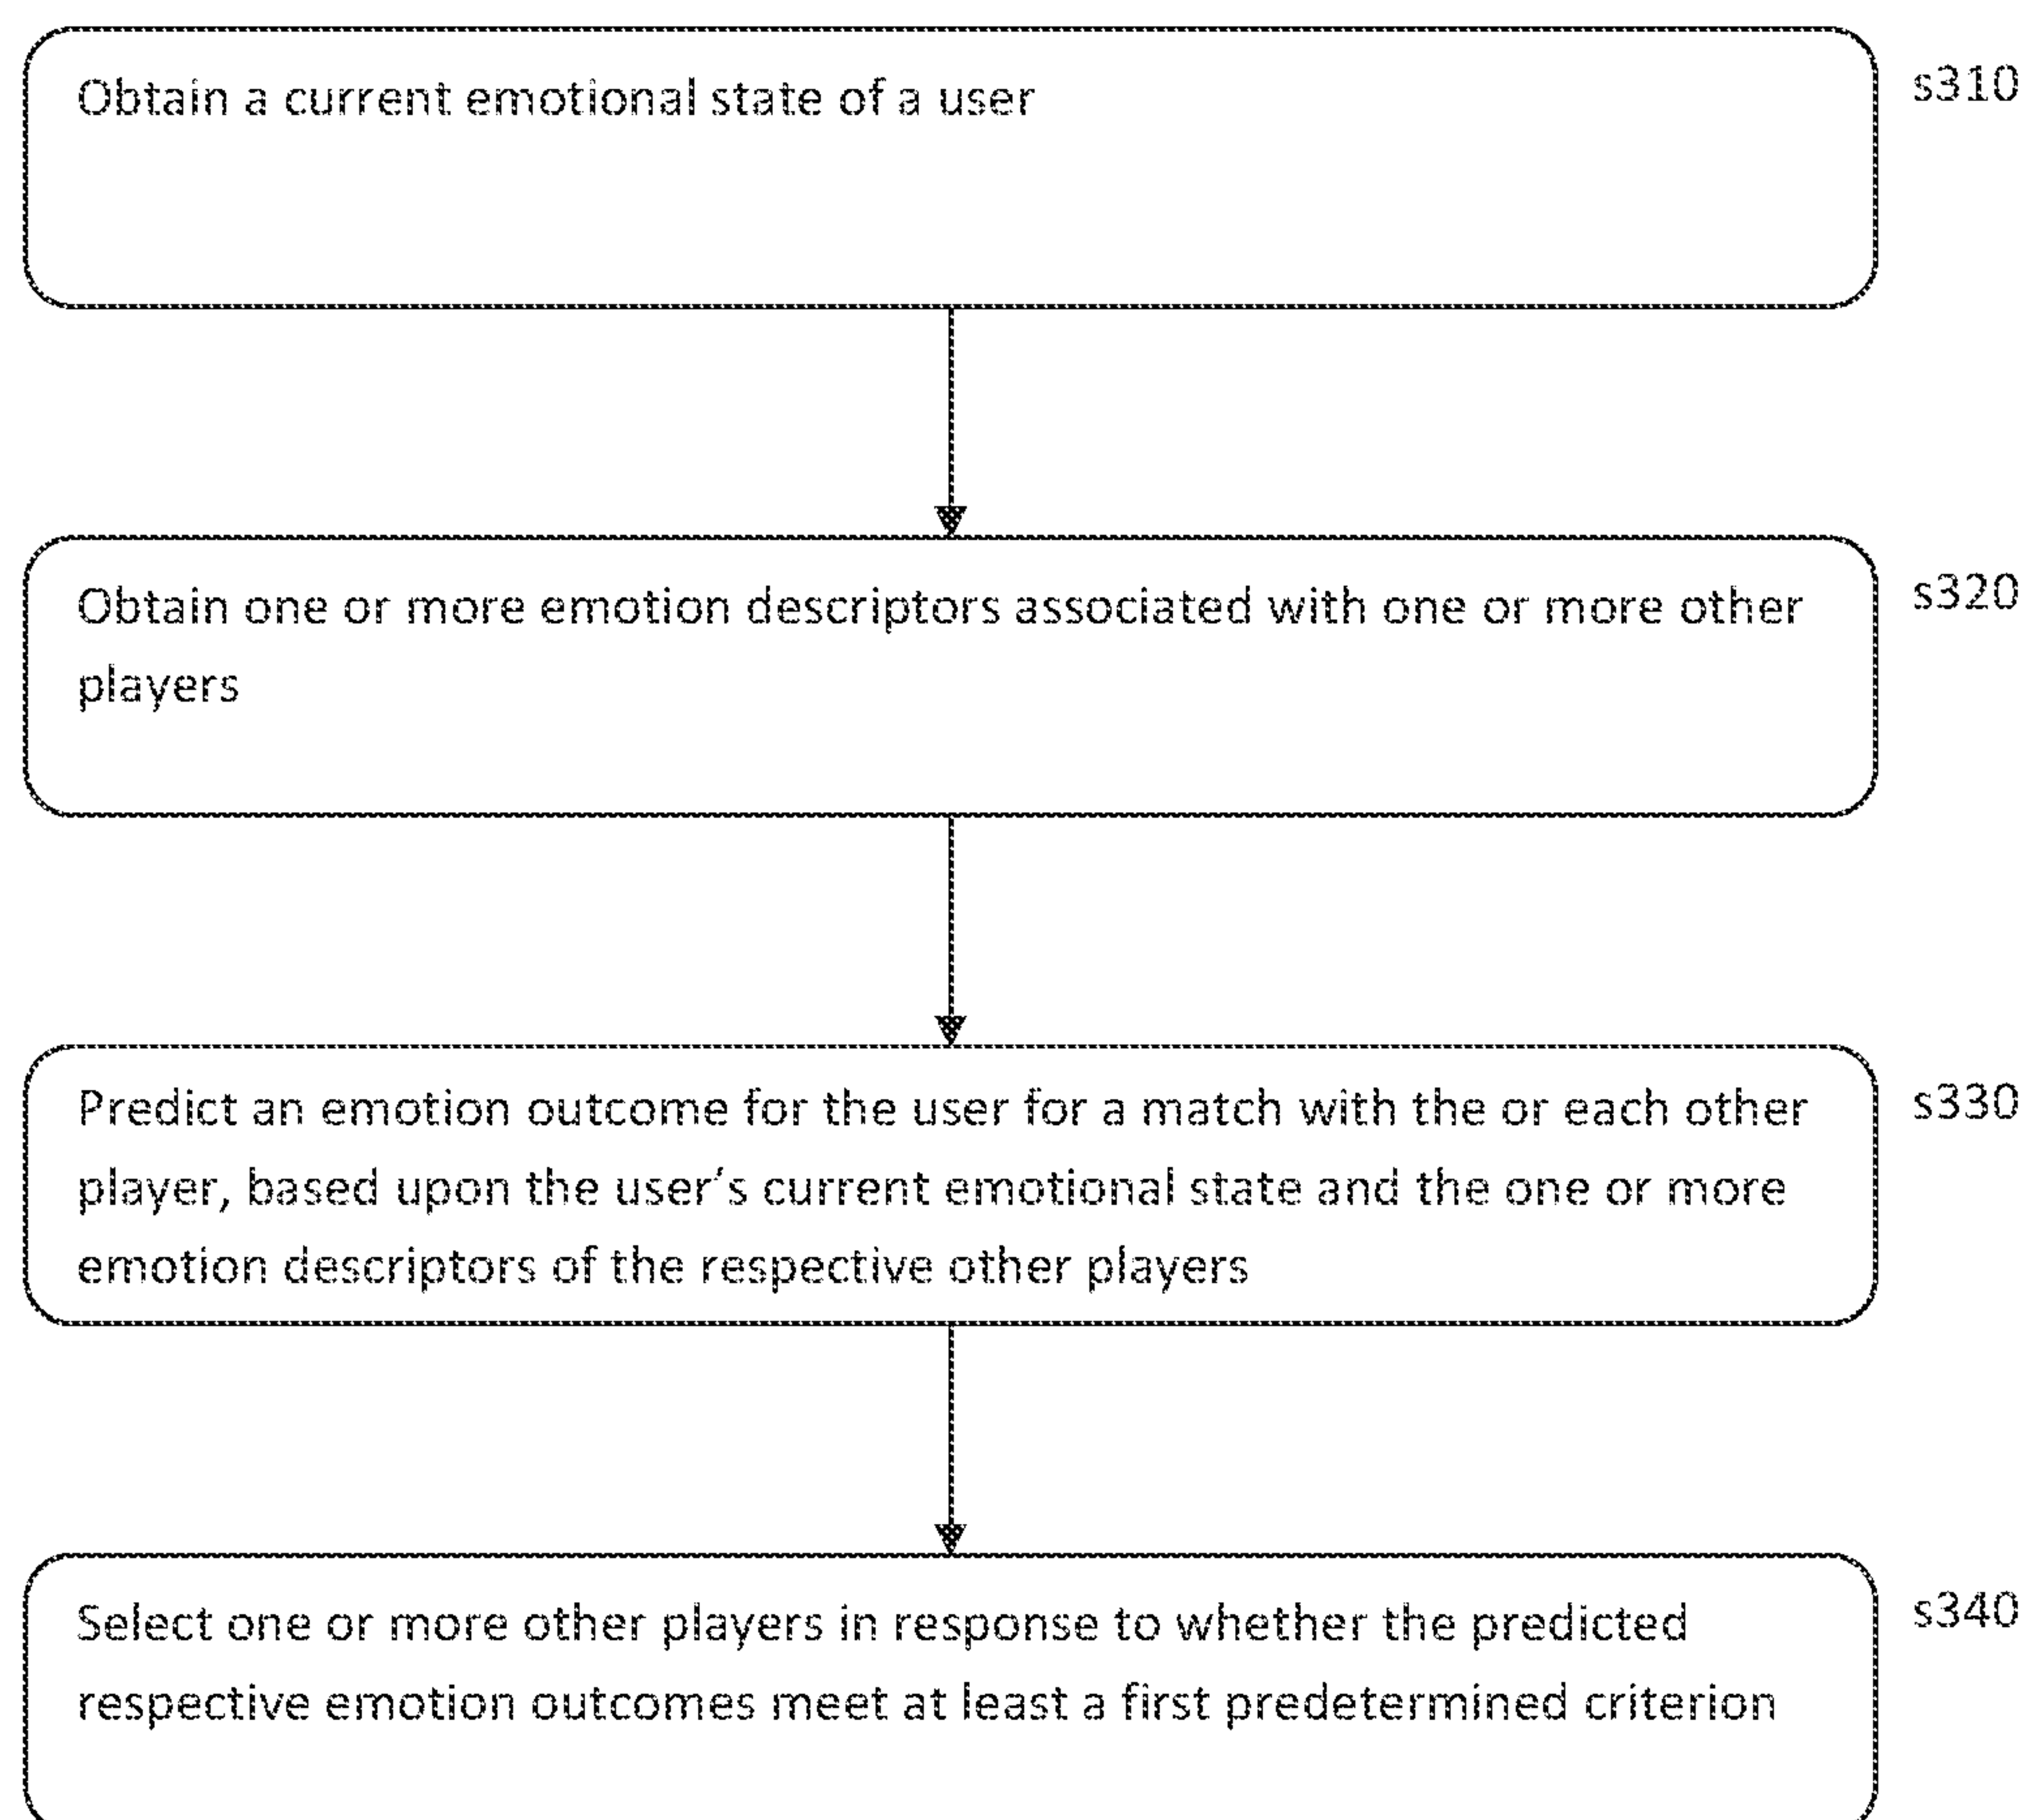 Obtain a current emotional state of a user
s310
Obtain one or more emotion descriptors associated with one or more other
players
s320
Predict an emotion outcome for the user for a match with the or each other
player, based upon the user's current emotional state and the one or more
emotion descriptors of the respective other players
s330
Select one or more other players in response to whether the predicted
respective emotion outcomes meet at least a first predetermined criterion
s340